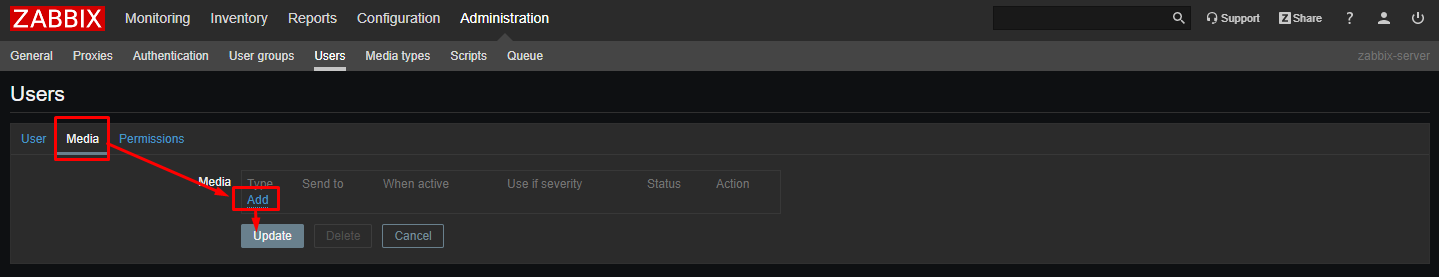 ZABBIX Monitoring Inventory Reports Configuration Administration Support Z Share ?
General Proxies Authentication User groups Users Media types Scripts Queue zabbix-server
Users
User Media Permissions
Media Type Send to When active Use if severity Status Action
Add
Update Delete Cancel